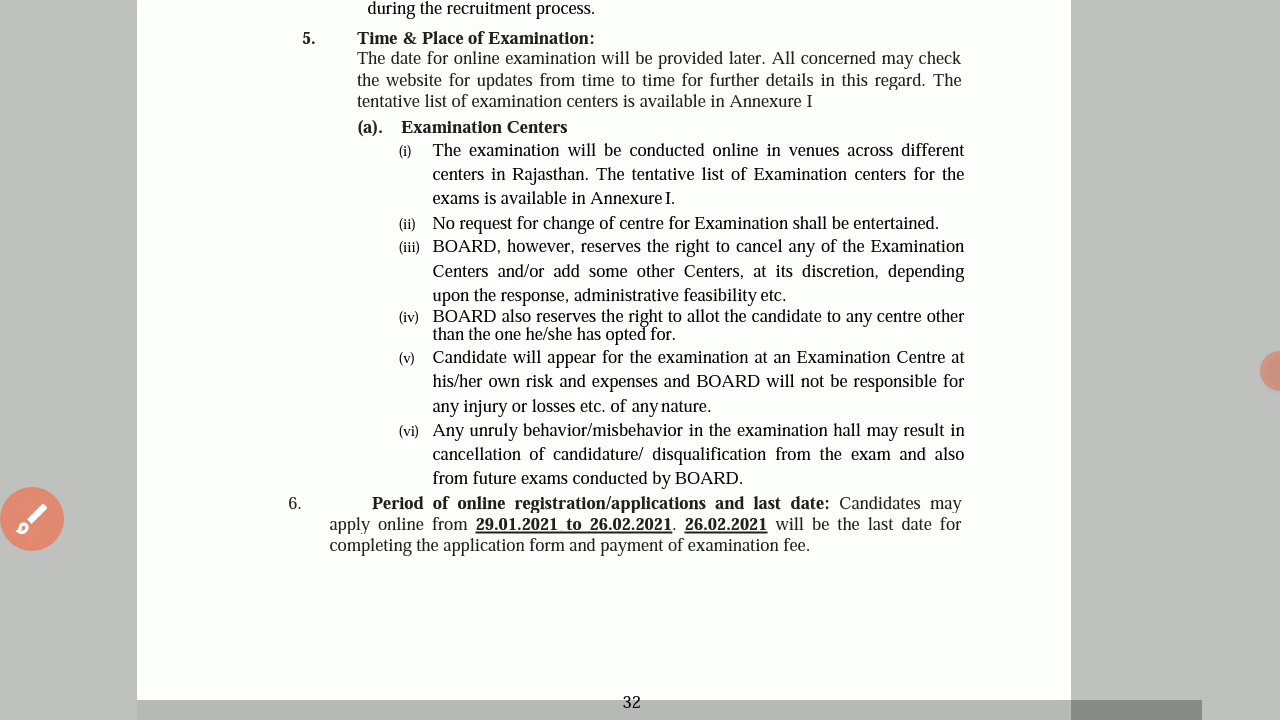 during the recruitment process.
5. Time & Place of Examination:
The date for online examination will be provided later. All concerned may check
the website for updates from time to time for further details in this regard. The
tentative list of examination centers is available in Annexure I
(a). Examination Centers
(i) The examination will be conducted online in venues across different
centers in Rajasthan. The tentative list of Examination centers for the
exams is available in Annexure I.
(ii) No request for change of centre for Examination shall be entertained.
(iii) BOARD, however, reserves the right to cancel any of the Examination
Centers and/or add some other Centers, at its discretion, depending
upon the response, administrative feasibility etc.
(iv) BOARD also reserves the right to allot the candidate to any centre other
than the one he/she has opted for.
(v) Candidate will appear for the examination at an Examination Centre at
his/her own risk and expenses and BOARD will not be responsible for
any injury or losses etc. of any nature.
(vi) Any unruly behavior/misbehavior in the examination hall may result in
cancellation of candidature/ disqualification from the exam and also
from future exams conducted by BOARD.
6. Period of online registration/applications and last date: Candidates may
apply online from 29.01.2021 to 26.02.2021. 26.02.2021 will be the last date for
completing the application form and payment of examination fee.
32